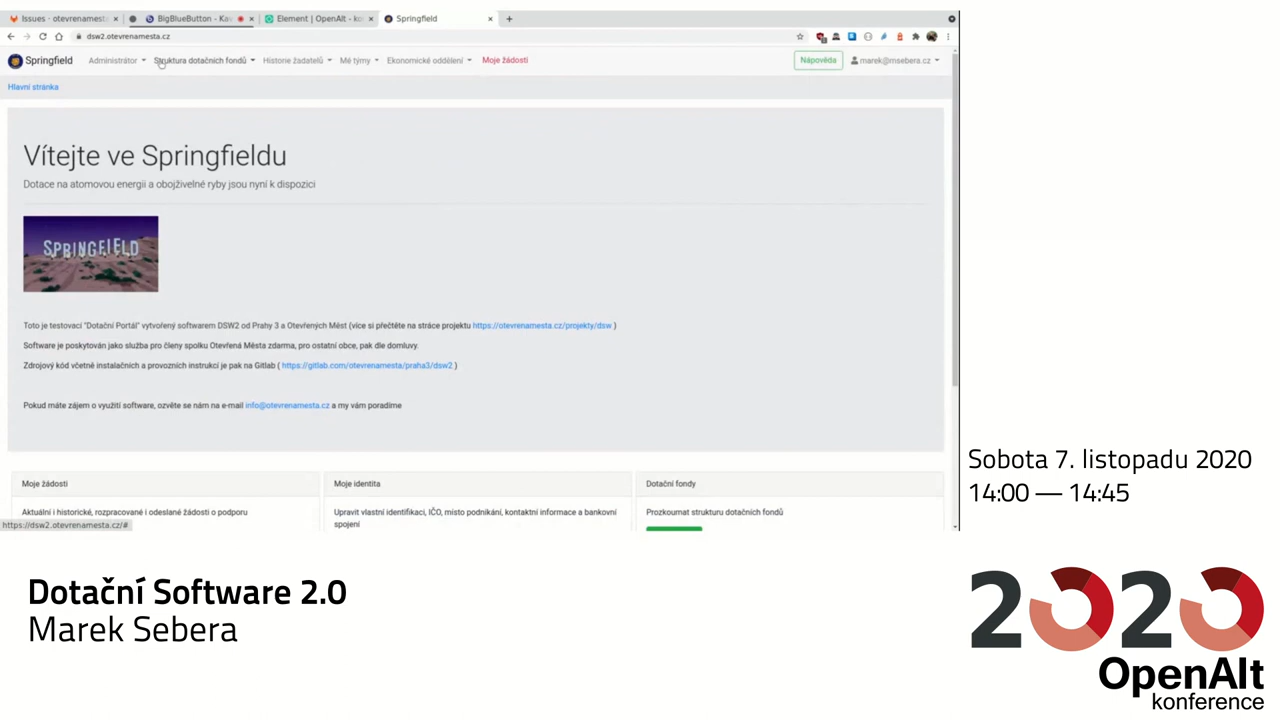 Issues · otevrenamesta
BigBlueButton - Ka
Element | OpenAlt - ko
Springfield
dsw2.otevrenamesta.cz
Springfield
Administrátor
Struktura dotačních fondů
Historie žadatelů
Mé týmy
Ekonomické oddělení
Moje žádosti
Nápověda
marek@msebera.cz
Hlavní stránka
Vítejte ve Springfieldu
Dotace na atomovou energii a obojživelné ryby jsou nyní k dispozici
SPRINGFIELD
Toto je testovací "Dotační Portál" vytvořený softwarem DSW2 od Prahy 3 a Otevřených Měst (více si přečtěte na stráce projektu https://otevrenamesta.cz/projekty/dsw )
Software je poskytován jako služba pro členy spolku Otevřená Města zdarma, pro ostatní obce, pak dle domluvy.
Zdrojový kód včetně instalačních a provozních instrukcí je pak na Gitlab ( https://gitlab.com/otevrenamesta/praha3/dsw2 )
Pokud máte zájem o využití software, ozvěte se nám na e-mail info@otevrenamesta.cz a my vám poradíme
Moje žádosti
Moje identita
Dotační fondy
Aktuální i historické, rozpracované i odeslané žádosti o podporu
Upravit vlastní identifikaci, IČO, místo podnikání, kontaktní informace a bankovní
spojení
Prozkoumat strukturu dotačních fondů
https://dsw2.otevrenamesta.cz/#
Sobota 7. listopadu 2020
14:00 — 14:45
Dotační Software 2.0
Marek Sebera
2020
OpenAlt
konference